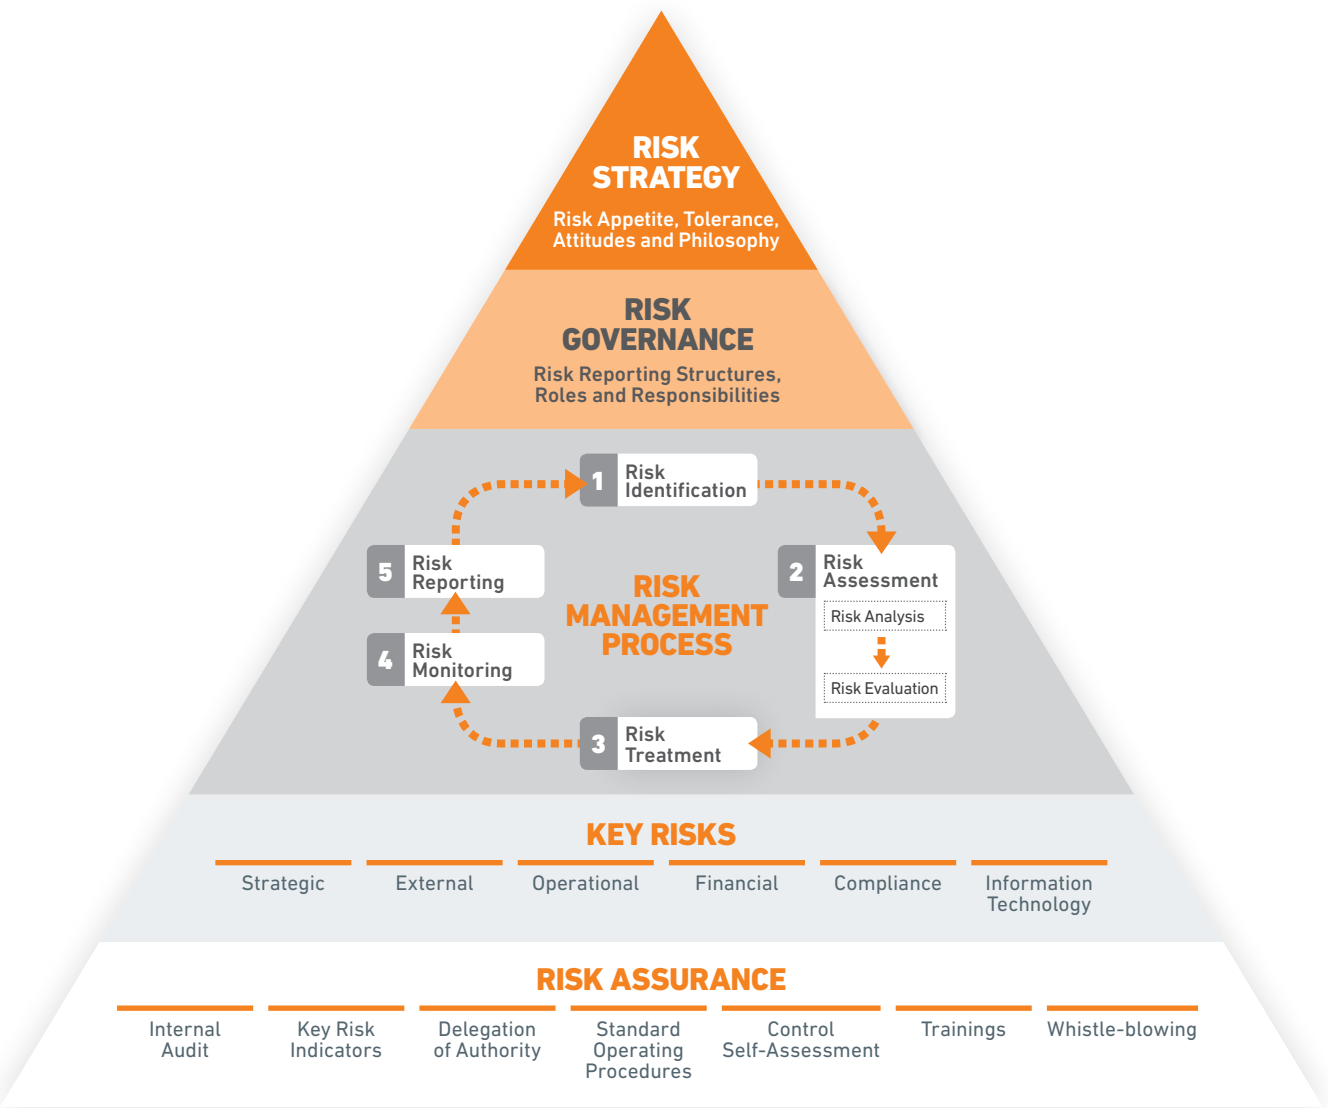 RISK
STRATEGY
Risk Appetite, Tolerance,
Attitudes and Philosophy
RISK
GOVERNANCE
Risk Reporting Structures,
Roles and Responsibilities
1
Risk
Identification
2
Risk
Assessment
Risk Analysis
Risk Evaluation
3
Risk
Treatment
4
Risk
Monitoring
5
Risk
Reporting
RISK
MANAGEMENT
PROCESS
KEY RISKS
Strategic
External
Operational
Financial
Compliance
Information
Technology
RISK ASSURANCE
Internal
Audit
Key Risk
Indicators
Delegation
of Authority
Standard
Operating
Procedures
Control
Self-Assessment
Trainings
Whistle-blowing